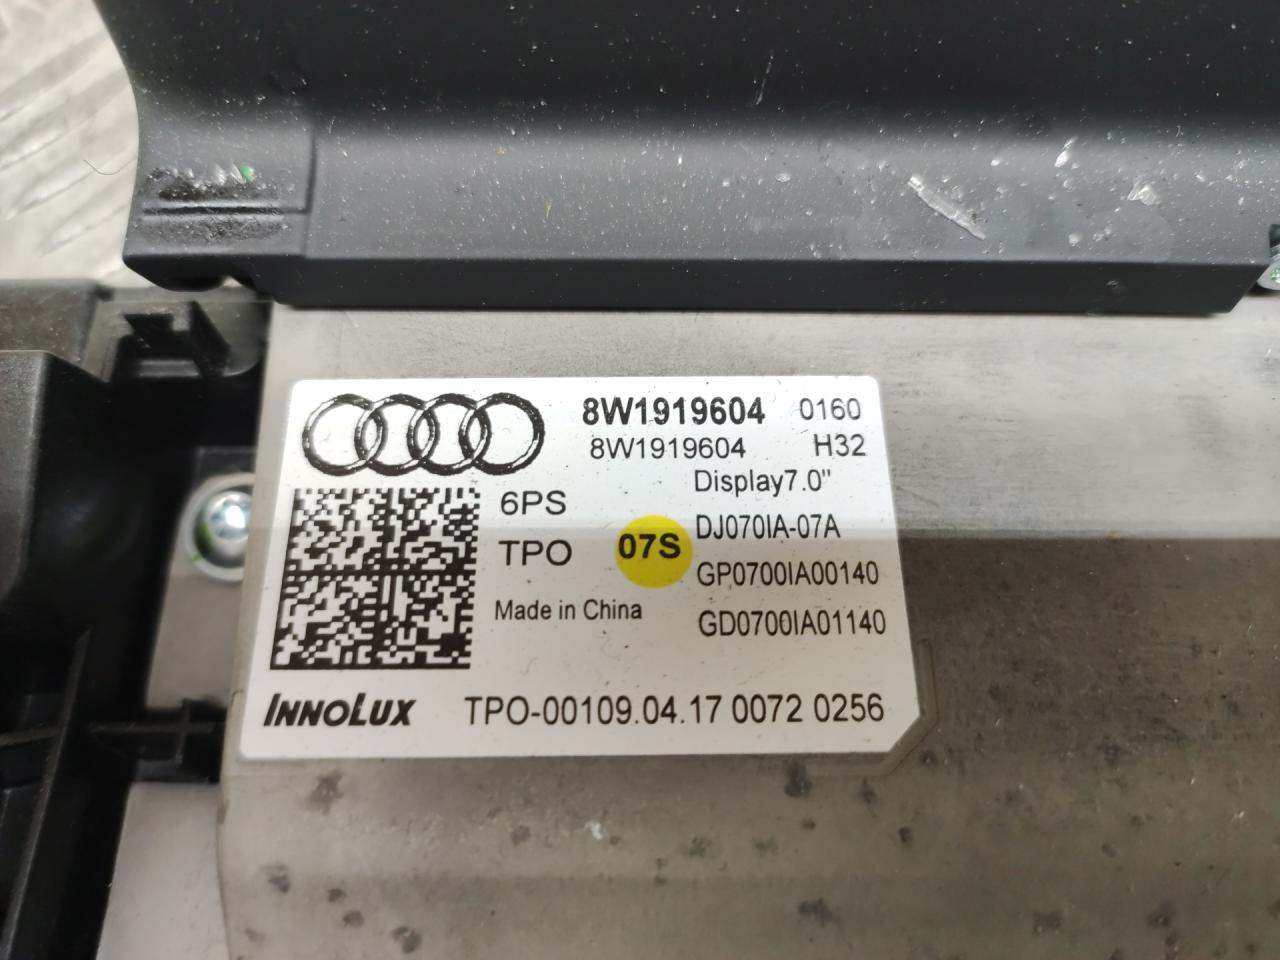 8W1919604 0160
8W1919604 H32
Display7.0"
6PS
DJ070IA-07A
TPO
07S
GP0700IA00140
Made in China
GD0700IA01140
INNOLUX
TPO-00109.04.17 0072 0256